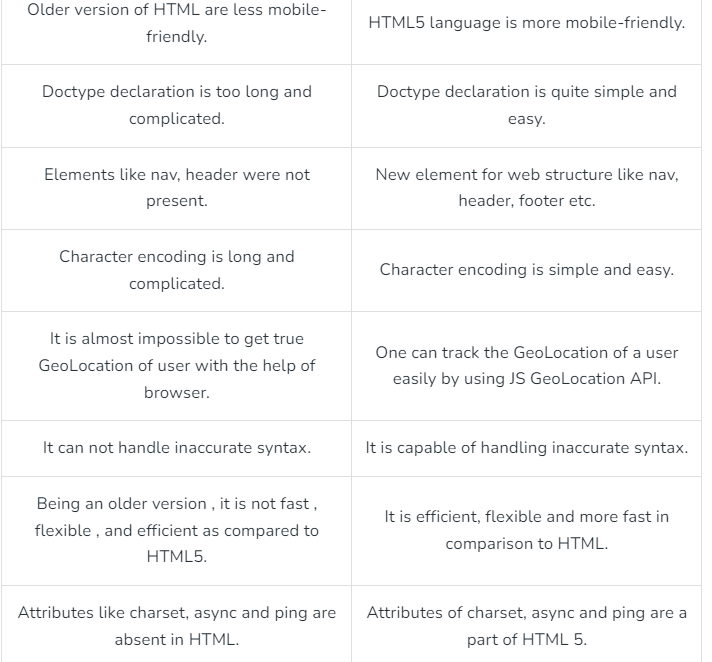 Older version of HTML are less mobile-
friendly.
HTML5 language is more mobile-friendly.
Doctype declaration is too long and
complicated.
Doctype declaration is quite simple and
easy.
Elements like nav, header were not
present.
New element for web structure like nav,
header, footer etc.
Character encoding is long and
complicated.
Character encoding is simple and easy.
It is almost impossible to get true
GeoLocation of user with the help of
browser.
One can track the GeoLocation of a user
easily by using JS GeoLocation API.
It can not handle inaccurate syntax.
It is capable of handling inaccurate syntax.
Being an older version , it is not fast ,
flexible , and efficient as compared to
HTML5.
It is efficient, flexible and more fast in
comparison to HTML.
Attributes like charset, async and ping are
absent in HTML.
Attributes of charset, async and ping are a
part of HTML 5.